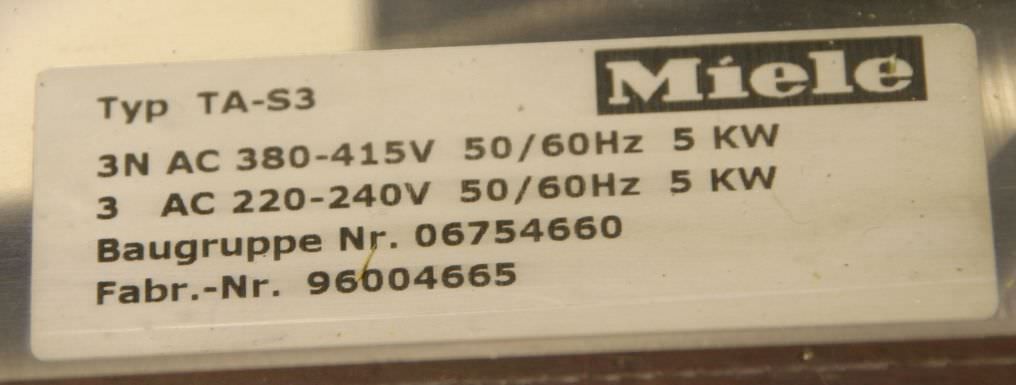 Miele
Typ TA-S3
3N AC 380-415V 50/60Hz 5 KW
3 AC 220-240V 50/60Hz 5 KW
Baugruppe Nr. 06754660
Fabr.-Nr. 96004665